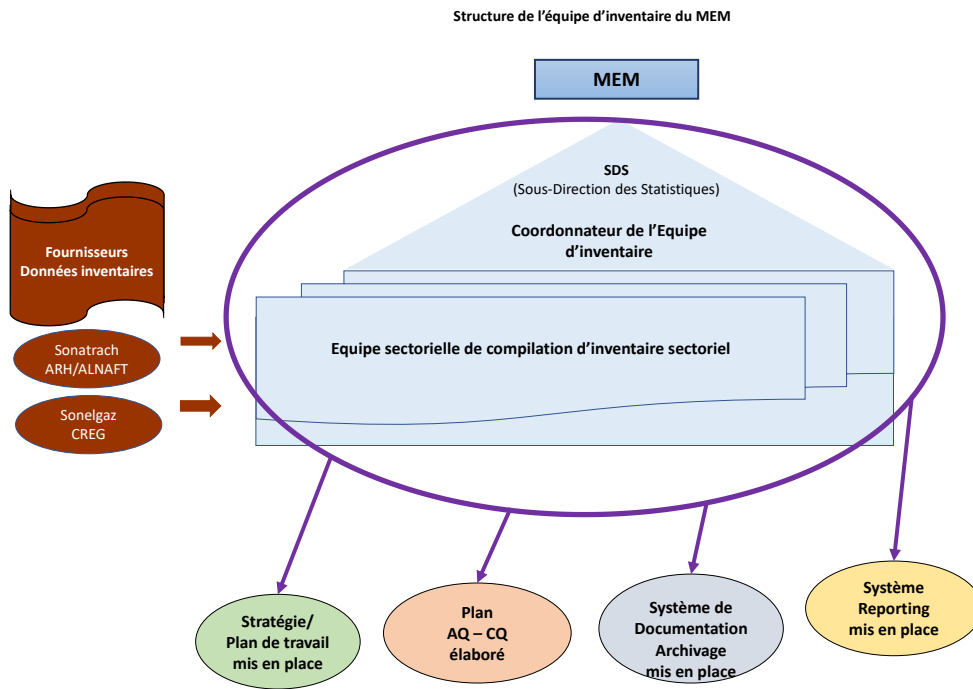 Structure de l’équipe d’inventaire du MEM
MEM
SDS
(Sous-Direction des Statistiques)
Coordonnateur de l’Equipe
d’inventaire
Fournisseurs
Données inventaires
Sonatrach
ARH/ALNAFT
Sonelgaz
CREG
Equipe sectorielle de compilation d’inventaire sectoriel
Stratégie/
Plan de travail
mis en place
Plan
AQ – CQ
élaboré
Système de
Documentation
Archivage
mis en place
Système
Reporting
mis en place